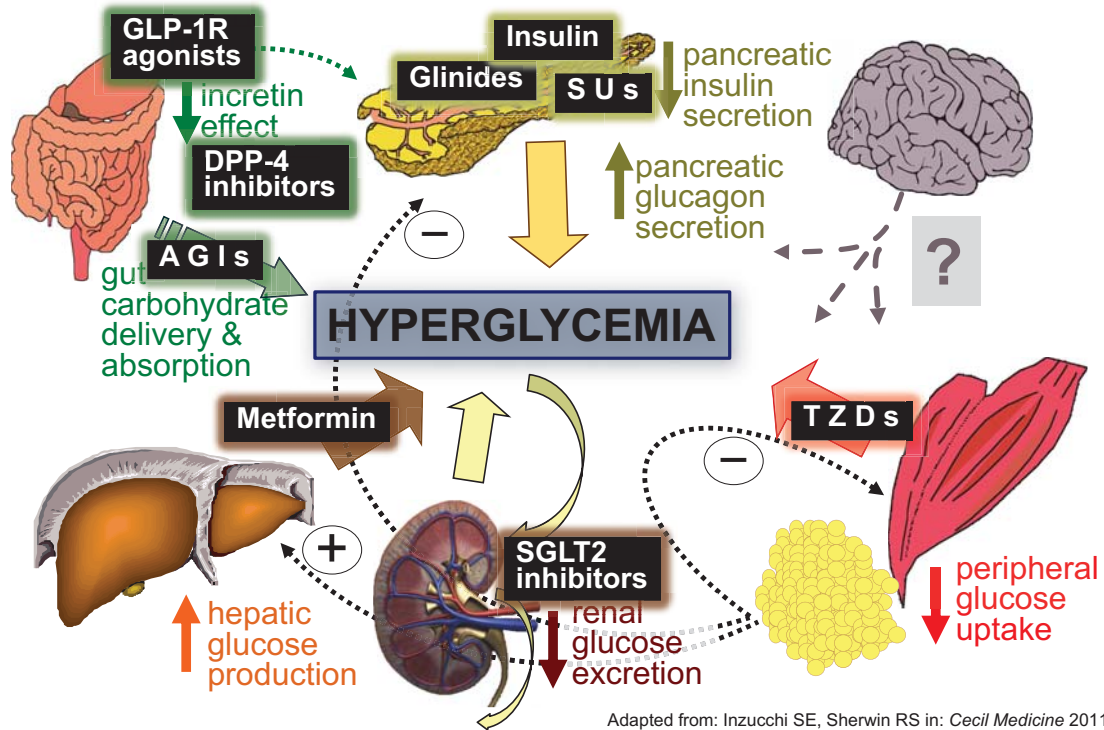 GLP-1R
agonists
incretin
effect
DPP-4
inhibitors
A G I s
gut
carbohydrate
delivery &
absorption
Insulin
Glinides
S U s
pancreatic
insulin
secretion
pancreatic
glucagon
secretion
?
−
HYPERGLYCEMIA
Metformin
T Z D s
−
+
SGLT2
inhibitors
hepatic
glucose
production
renal
glucose
excretion
peripheral
glucose
uptake
Adapted from: Inzucchi SE, Sherwin RS in: Cecil Medicine 2011